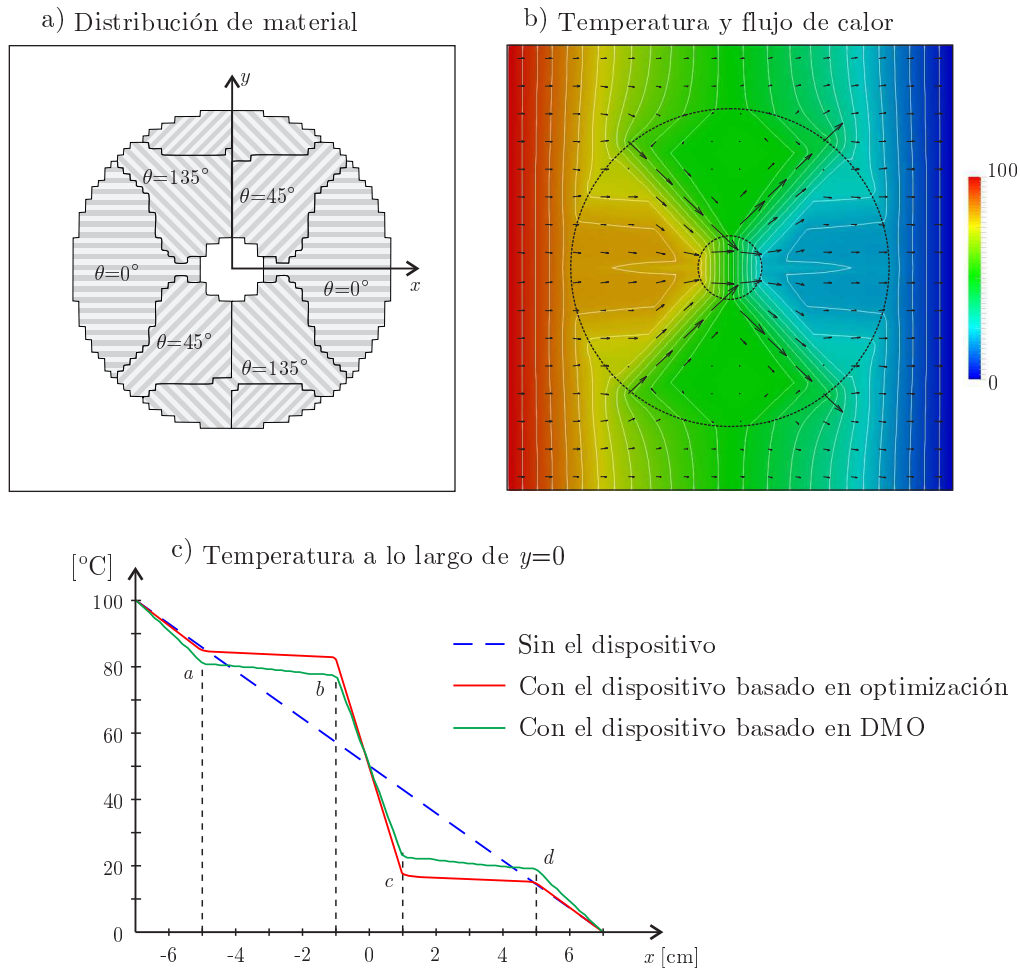 a) Distribución de material
y
θ=135°
θ=45°
θ=0°
θ=0°
x
θ=45°
θ=135°
b) Temperatura y flujo de calor
100
0
c) Temperatura a lo largo de y=0
[°C]
100
80
60
40
20
0
a
b
c
d
-6 -4 -2 0 2 4 6 x [cm]
Sin el dispositivo
Con el dispositivo basado en optimización
Con el dispositivo basado en DMO